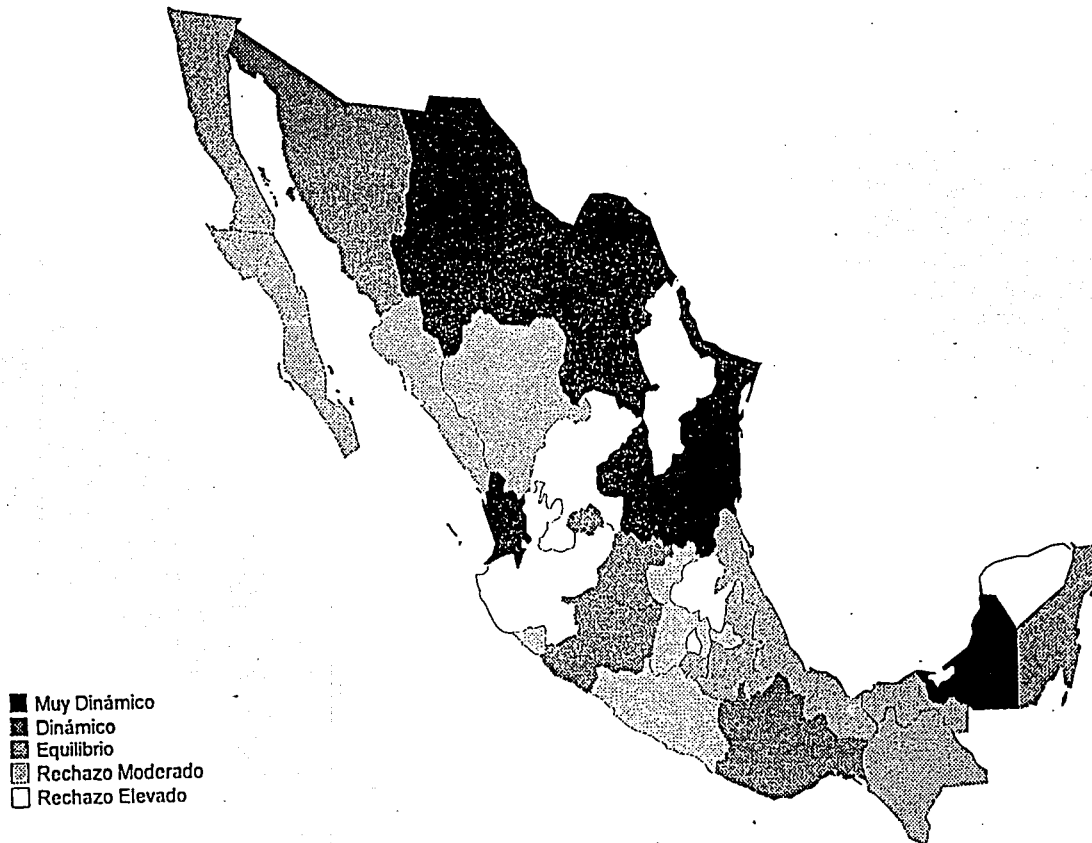 Muy Dinámico
Dinámico
Equilibrio
Rechazo Moderado
Rechazo Elevado